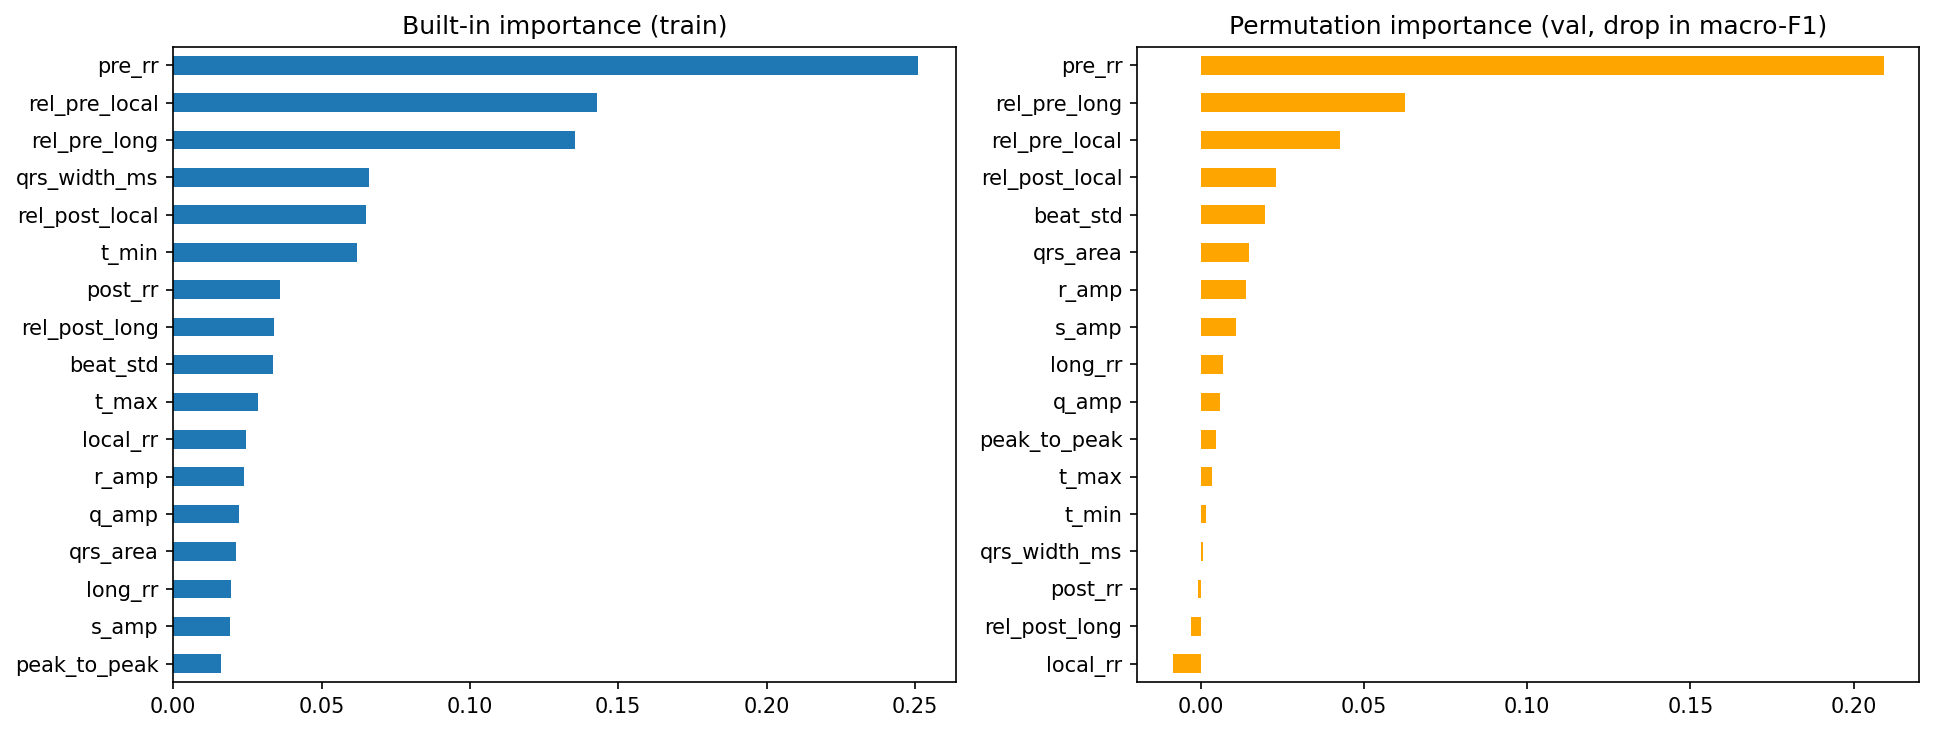 Built-in importance (train)
pre_rr
rel_pre_local
rel_pre_long
qrs_width_ms
rel_post_local
t_min
post_rr
rel_post_long
beat_std
t_max
local_rr
r_amp
q_amp
qrs_area
long_rr
s_amp
peak_to_peak
0.00 0.05 0.10 0.15 0.20 0.25
Permutation importance (val, drop in macro-F1)
pre_rr
rel_pre_long
rel_pre_local
rel_post_local
beat_std
qrs_area
r_amp
s_amp
long_rr
q_amp
peak_to_peak
t_max
t_min
qrs_width_ms
post_rr
rel_post_long
local_rr
0.00 0.05 0.10 0.15 0.20